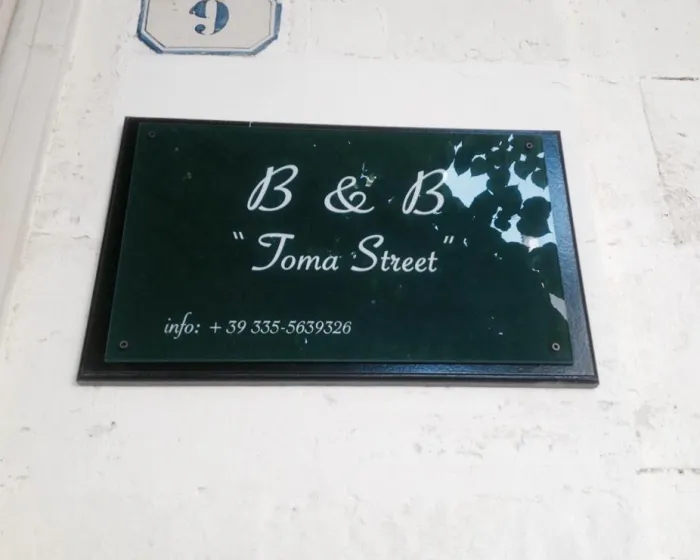 9
B & B
"Toma Street"
info: + 39 335-5639326